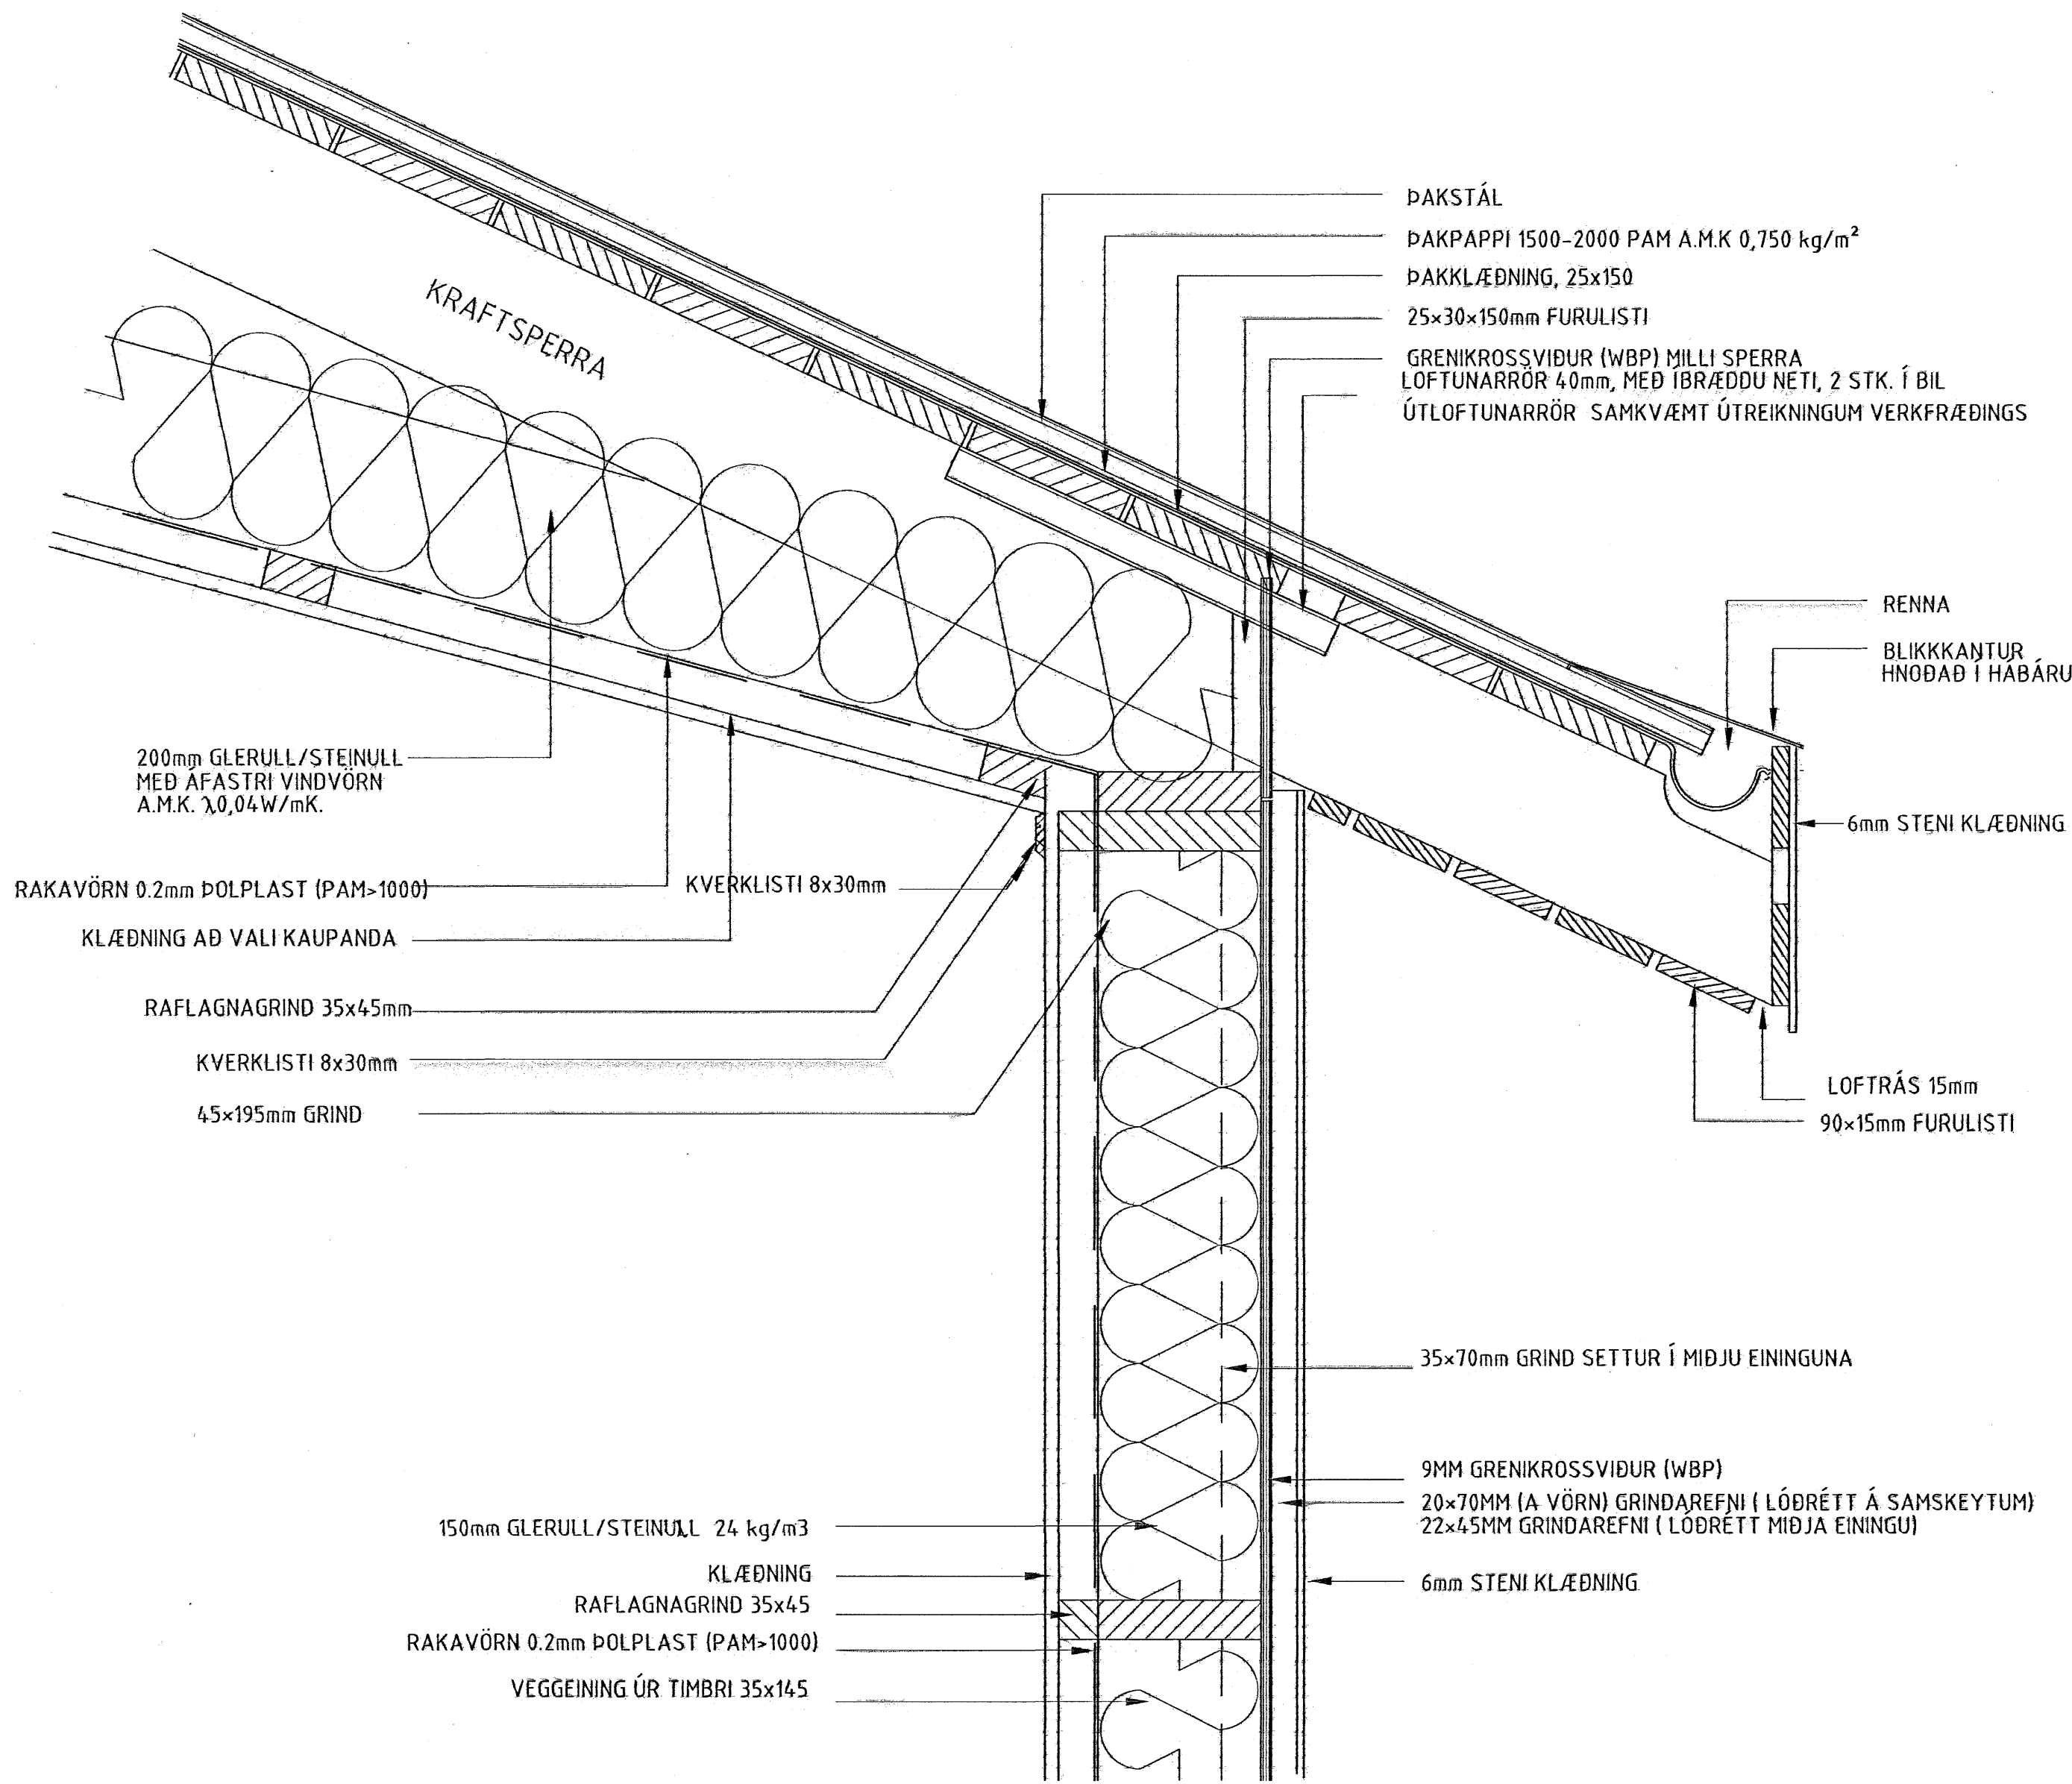 ÞAKSTÁL
ÞAKPAPPI 1500-2000 PAM A.M.K 0,750 kg/m²
ÞAKKLÆÐNING, 25x150
25x30x150mm FURULISTI
GRENIKROSSVIÐUR (WBP) MILLI SPERRA
LOFTUNARRÖR 40mm, MEÐ ÍBRÆDDU NETI, 2 STK. Í BIL
ÚTLOFTUNARRÖR SAMKVÆMT ÚTREIKNINGUM VERKFRÆÐINGS
KRAFTSPERRA
RENNA
BLIKKKANTUR
HNOÐAÐ Í HÁBÁRU
200mm GLERULL/STEINULL
MEÐ ÁFASTRI VINDVÖRN
A.M.K. λ0,04W/mK.
6mm STENI KLÆÐNING
RAKAVÖRN 0.2mm ÞOLPLAST (PAM>1000)
KVERKLISTI 8x30mm
KLÆÐNING AÐ VALI KAUPANDA
RAFLAGNAGRIND 35x45mm
KVERKLISTI 8x30mm
45x195mm GRIND
LOFTRÁS 15mm
90x15mm FURULISTI
35x70mm GRIND SETTUR Í MIÐJU EININGUNA
9MM GRENIKROSSVIÐUR (WBP)
20x70MM (A VÖRN) GRINDAREFNI ( LÓÐRÉTT Á SAMSKEYTUM)
22x45MM GRINDAREFNI ( LÓÐRÉTT MIÐJA EININGU)
6mm STENI KLÆÐNING
150mm GLERULL/STEINULL 24 kg/m3
KLÆÐNING
RAFLAGNAGRIND 35x45
RAKAVÖRN 0.2mm ÞOLPLAST (PAM>1000)
VEGGEINING ÚR TIMBRI 35x145